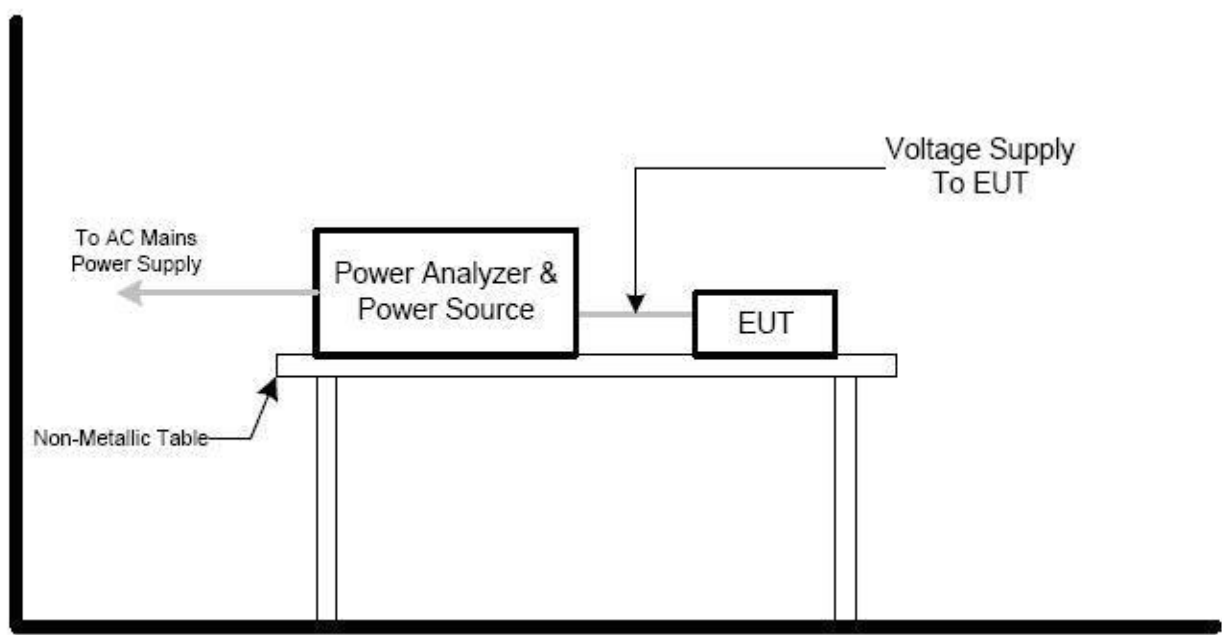 Voltage Supply
To EUT
To AC Mains
Power Supply
Power Analyzer &
Power Source
EUT
Non-Metallic Table